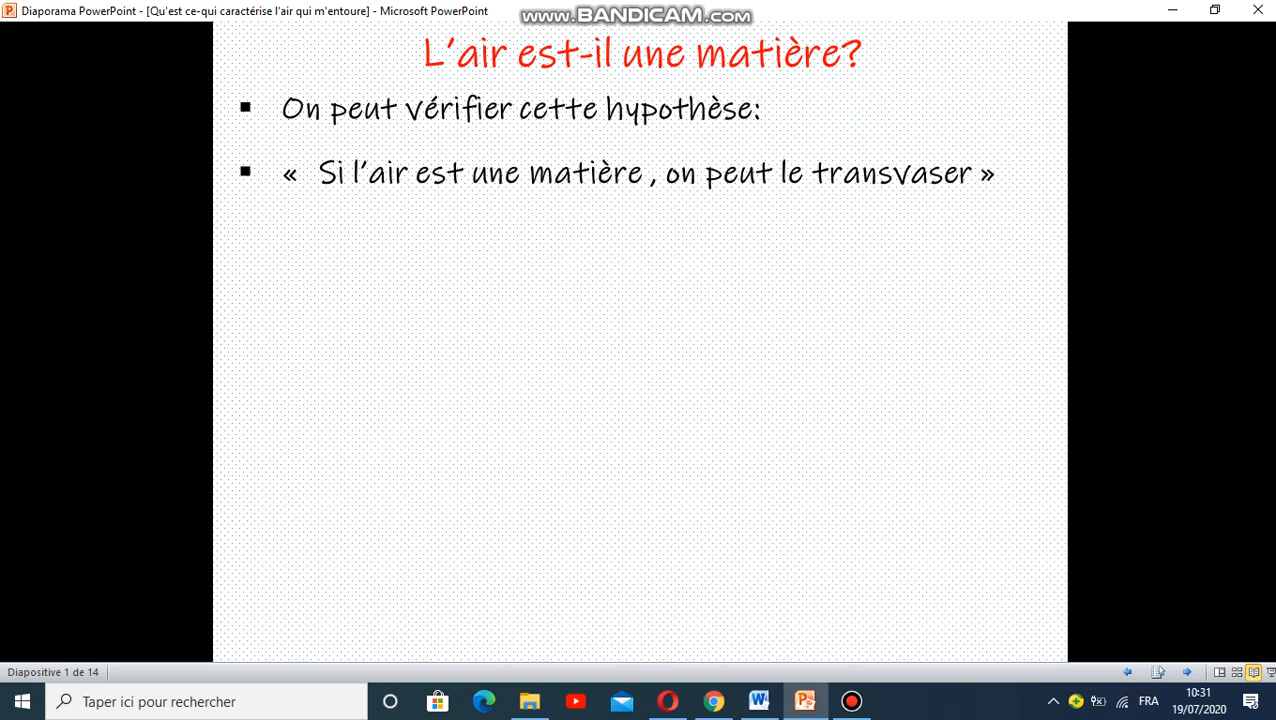 Diaporama PowerPoint - [Qu'est ce-qui caractérise l'air qui m'entoure] - Microsoft PowerPoint
www.BANDICAM.com
L'air est-il une matière?
▪ On peut vérifier cette hypothèse:
▪ « Si l'air est une matière , on peut le transvaser »
Diapositive 1 de 14
Taper ici pour rechercher
FRA
10:31
19/07/2020